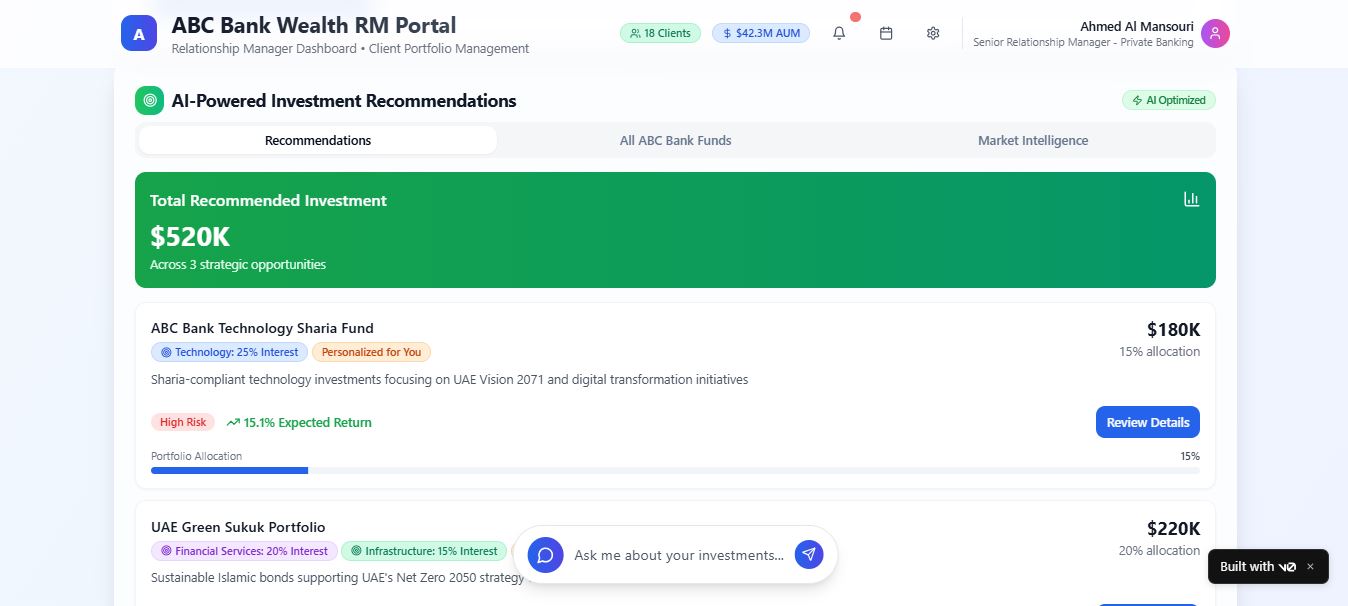 A
ABC Bank Wealth RM Portal
Relationship Manager Dashboard • Client Portfolio Management
18 Clients
$ $42.3M AUM
Ahmed Al Mansouri
Senior Relationship Manager - Private Banking
AI-Powered Investment Recommendations
AI Optimized
Recommendations
All ABC Bank Funds
Market Intelligence
Total Recommended Investment
$520K
Across 3 strategic opportunities
ABC Bank Technology Sharia Fund
$180K
Technology: 25% Interest
Personalized for You
15% allocation
Sharia-compliant technology investments focusing on UAE Vision 2071 and digital transformation initiatives
High Risk
15.1% Expected Return
Review Details
Portfolio Allocation
15%
UAE Green Sukuk Portfolio
$220K
Financial Services: 20% Interest
Infrastructure: 15% Interest
20% allocation
Sustainable Islamic bonds supporting UAE's Net Zero 2050 strategy
Ask me about your investments...
Built with v0 ×